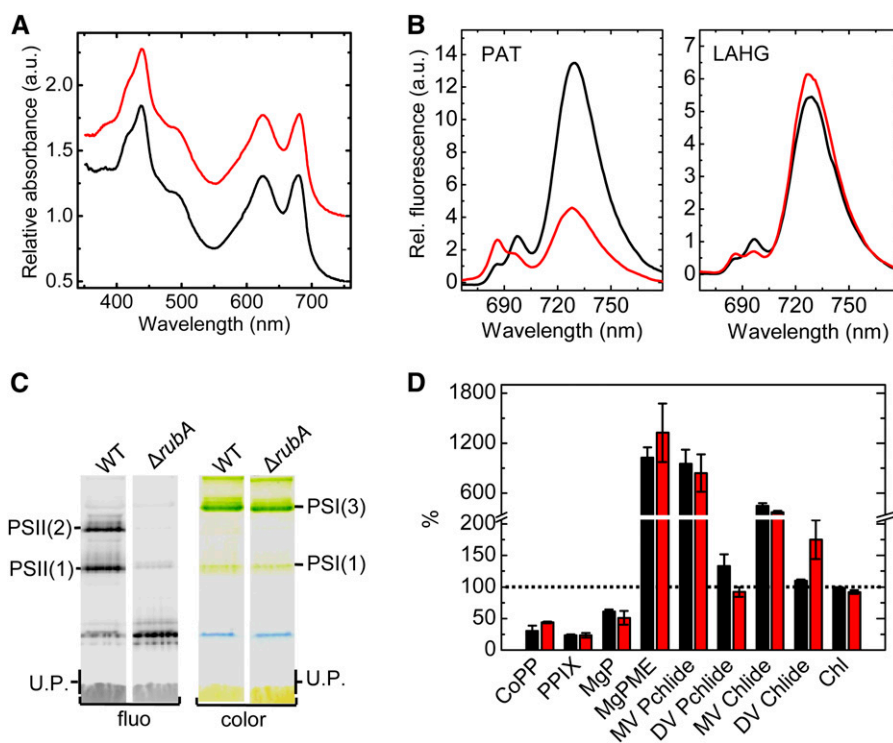 A
Relative absorbance (a.u.)
2.0
1.5
1.0
0.5
400 500 600 700
Wavelength (nm)
B
Rel. fluorescence (a.u.)
PAT
14
12
10
8
6
4
2
0
690 720 750
Wavelength (nm)
LAHG
7
6
5
4
3
2
1
0
690 720 750
Wavelength (nm)
C
WT ΔrubA WT ΔrubA
PSII(2)
PSII(1)
U.P.
PSI(3)
PSI(1)
U.P.
fluo color
D
%
1800
1200
600
200
150
100
50
0
CoPP
PPIX
MgP
MgPME
MV Pchlide
DV Pchlide
MV Chlide
DV Chlide
Chl